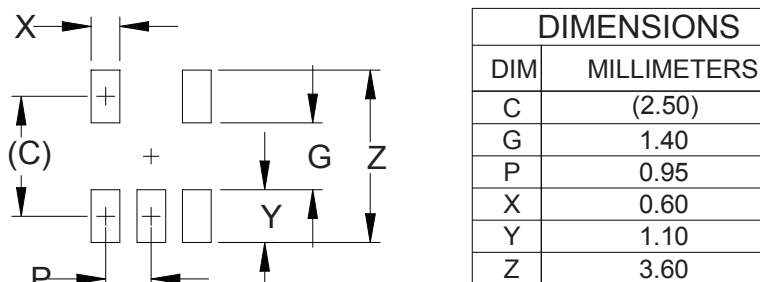 X
(C)
G
Z
Y
P
DIMENSIONS
DIM MILLIMETERS
C (2.50)
G 1.40
P 0.95
X 0.60
Y 1.10
Z 3.60